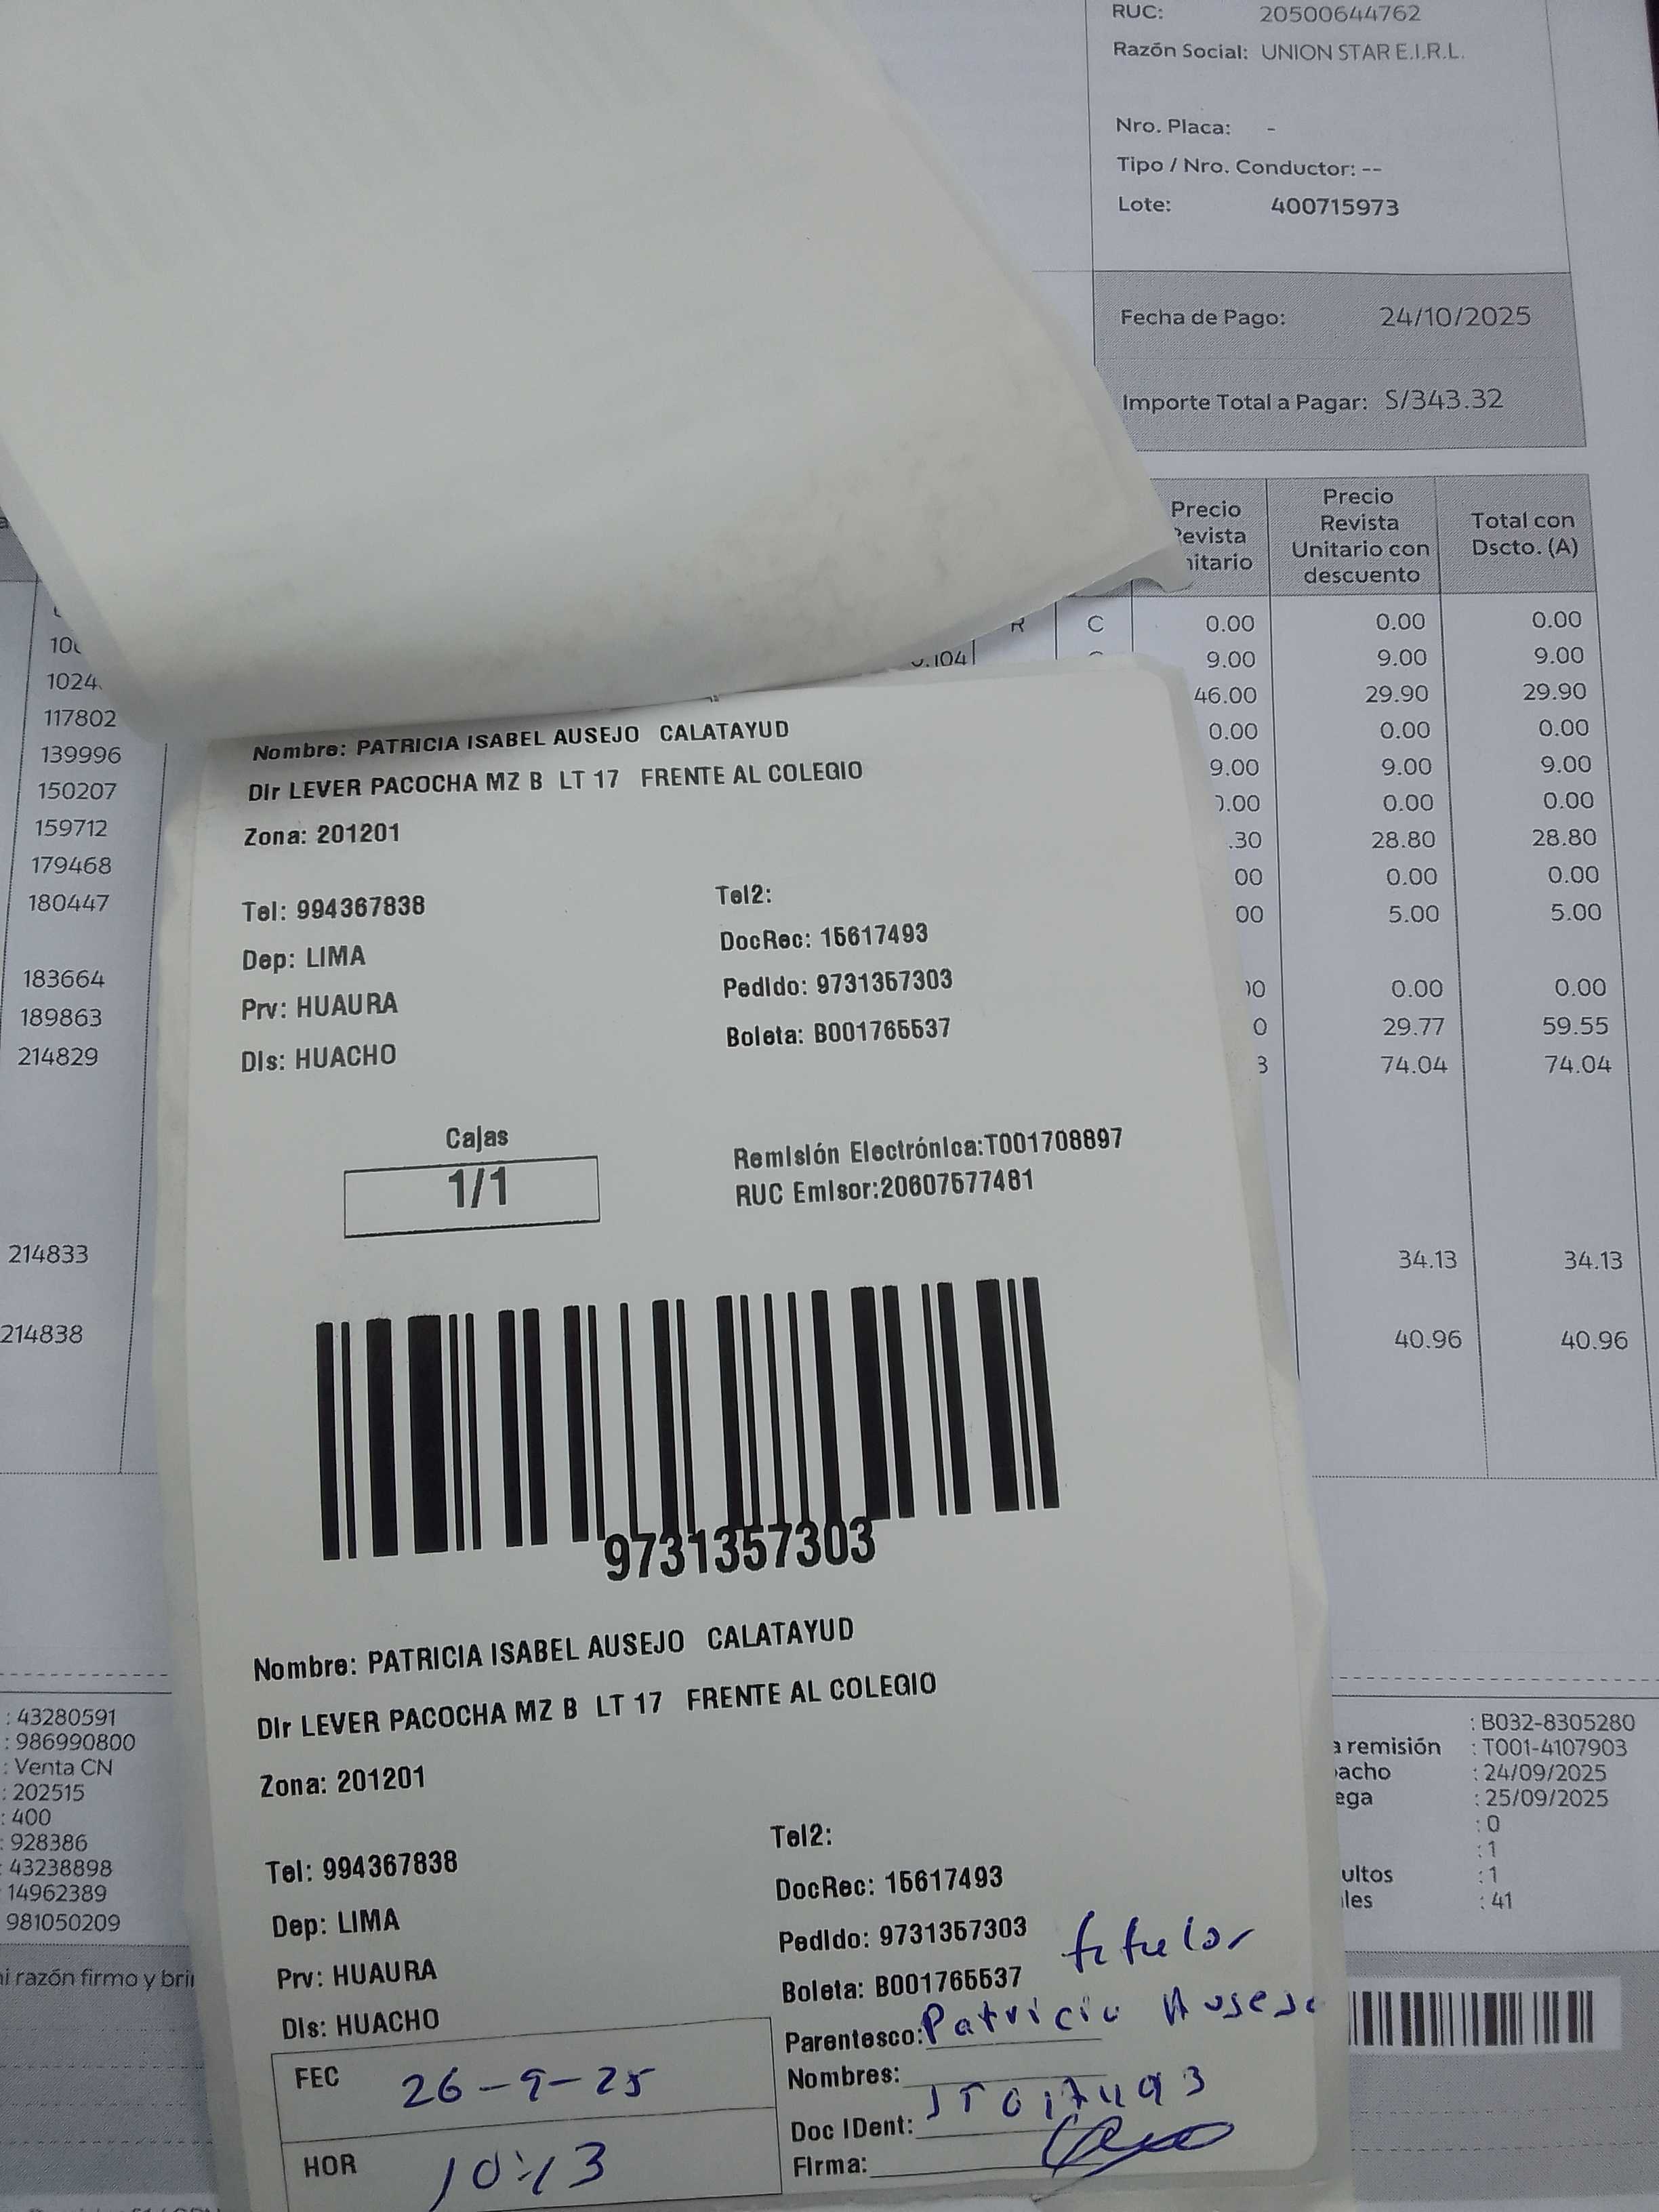 RUC: 20500644762
Razón Social: UNION STAR E.I.R.L.
Nro. Placa: -
Tipo / Nro. Conductor: --
Lote: 400715973
Fecha de Pago: 24/10/2025
Importe Total a Pagar: S/343.32
Precio
Unitario con
descuento
Precio Revista
Total con Dscto. (A)
R C 0.00 0.00 0.00
9.00 9.00 9.00
1024
46.00 29.90 29.90
117802 0.00 0.00 0.00
139996 9.00 9.00 9.00
150207 0.00 0.00
159712 .30 28.80 28.80
179468 00 0.00 0.00
180447 00 5.00 5.00
183664 0.00 0.00
189863 29.77 59.55
214829 74.04 74.04
214833 34.13 34.13
214838 40.96 40.96
Nombre: PATRICIA ISABEL AUSEJO CALATAYUD
Dir LEVER PACOCHA MZ B LT 17 FRENTE AL COLEGIO
Zona: 201201
Tel: 994367838 Tel2:
Dep: LIMA DocRec: 15617493
Prv: HUAURA Pedido: 9731357303
Dis: HUACHO Boleta: B001765537
Cajas
1/1
Remisión Electrónica:T001708897
RUC Emisor:20607577481
9731357303
Nombre: PATRICIA ISABEL AUSEJO CALATAYUD
Dir LEVER PACOCHA MZ B LT 17 FRENTE AL COLEGIO
Zona: 201201
Tel: 994367838 Tel2:
Dep: LIMA DocRec: 15617493
Prv: HUAURA Pedido: 9731357303 titular
Dis: HUACHO Boleta: B001765537
Parentesco: Patricia Ausejo
Nombres:
Doc IDent: 15617493
Firma:
FEC 26-9-25
HOR 10:13
: 43280591
: 986990800
: Venta CN
: 202515
: 400
: 928386
: 43238898
14962389
981050209
razón firmo y
: B032-8305280
remisión : T001-4107903
: 24/09/2025
: 25/09/2025
: 0
: 1
: 1
: 41